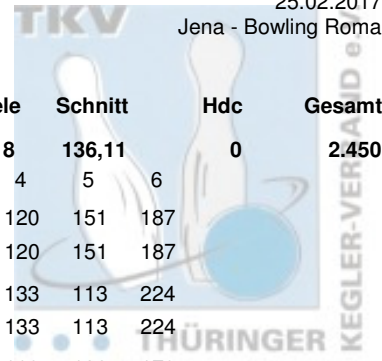 25.02.2017
Jena - Bowling Roma
TKV
ele Schnitt Hdc Gesamt
8 136,11 0 2.450
4 5 6
120 151 187
120 151 187
133 113 224
133 113 224
THÜRINGER
KEGLER-VERBAND e.V.